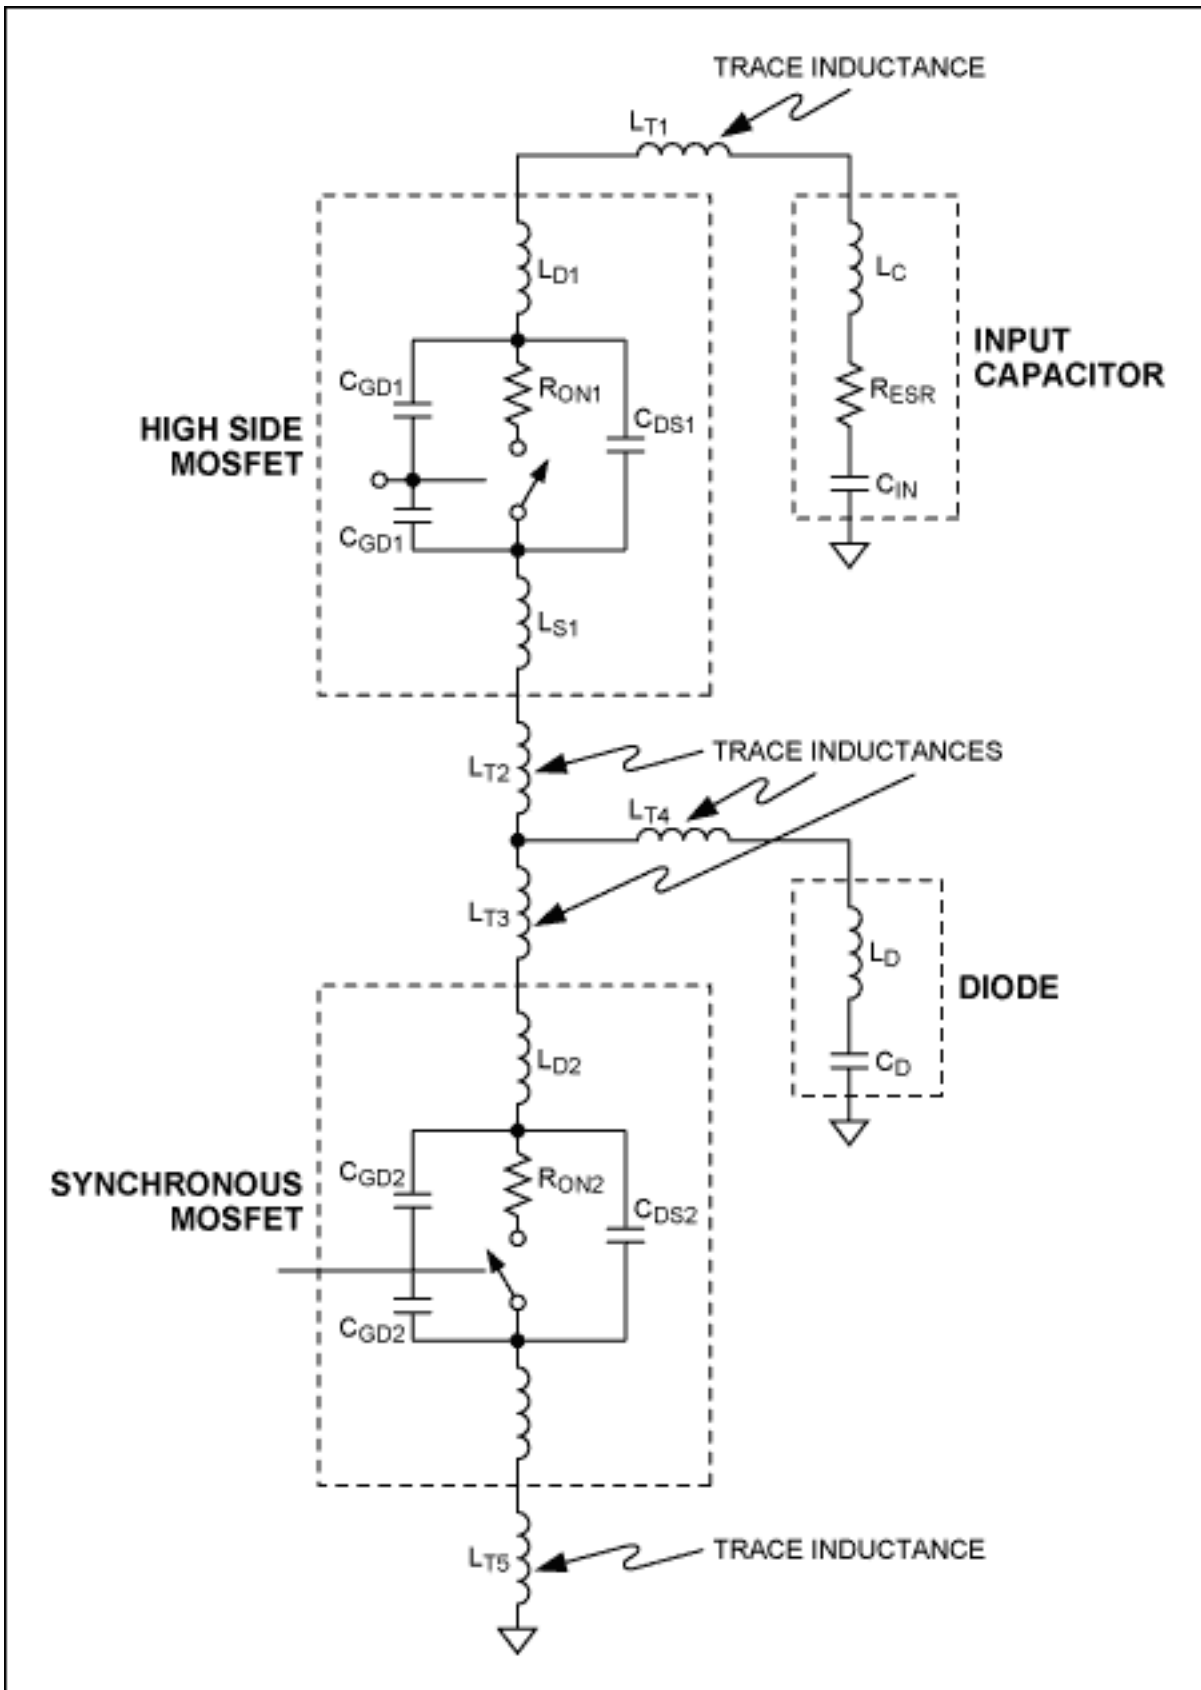 TRACE INDUCTANCE
LT1
LD1
LC
INPUT
CAPACITOR
CGD1
RON1
RESR
CDS1
HIGH SIDE
MOSFET
CIN
CGD1
LS1
TRACE INDUCTANCES
LT2
LT4
LT3
LD
DIODE
LD2
CD
CGD2
RON2
SYNCHRONOUS
MOSFET
CDS2
CGD2
TRACE INDUCTANCE
LT5